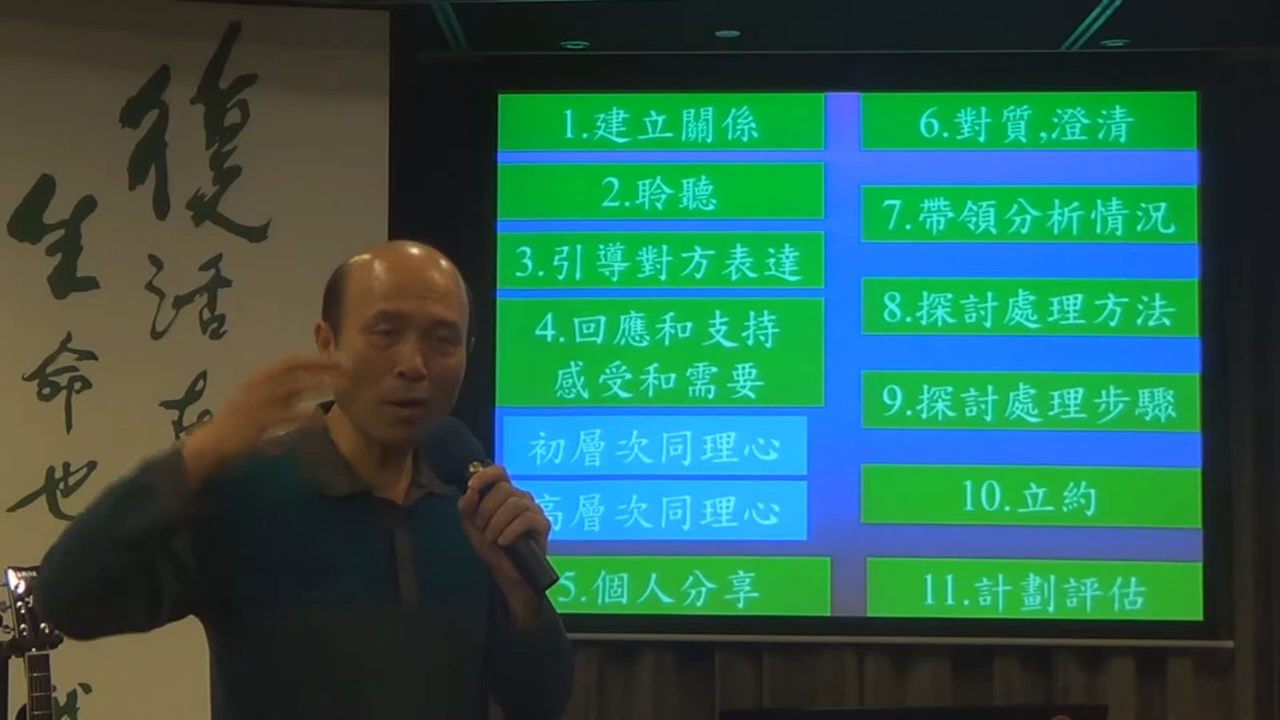 復活在
生命也
1.建立關係
2.聆聽
3.引導對方表達
4.回應和支持
感受和需要
初層次同理心
高層次同理心
5.個人分享
6.對質,澄清
7.帶領分析情況
8.探討處理方法
9.探討處理步驟
10.立約
11.計劃評估